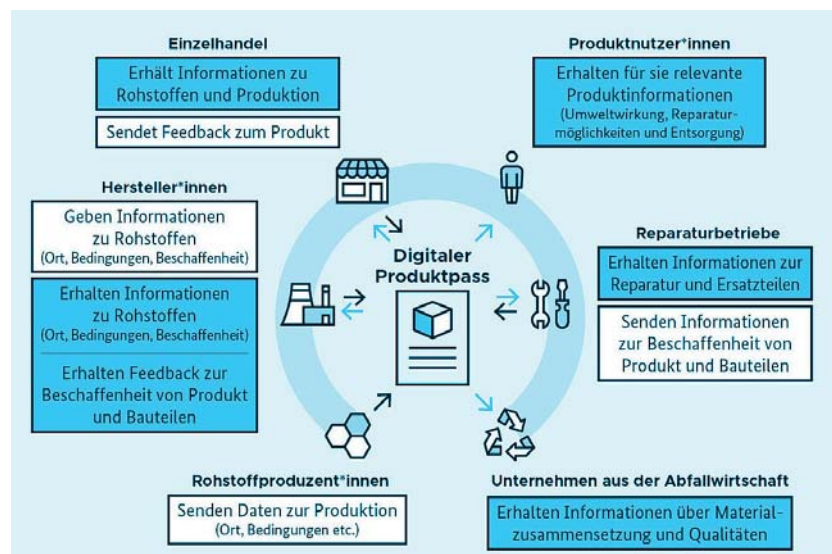 Einzelhandel
Erhält Informationen zu
Rohstoffen und Produktion
Sendet Feedback zum Produkt
Produktnutzer*innen
Erhalten für sie relevante
Produktinformationen
(Umweltwirkung, Reparatur-
möglichkeiten und Entsorgung)
Hersteller*innen
Geben Informationen
zu Rohstoffen
(Ort, Bedingungen, Beschaffenheit)
Erhalten Informationen
zu Rohstoffen
(Ort, Bedingungen, Beschaffenheit)
Erhalten Feedback zur
Beschaffenheit von Produkt
und Bauteilen
Digitaler
Produktpass
Reparaturbetriebe
Erhalten Informationen zur
Reparatur und Ersatzteilen
Senden Informationen
zur Beschaffenheit von
Produkt und Bauteilen
Rohstoffproduzent*innen
Senden Daten zur Produktion
(Ort, Bedingungen etc.)
Unternehmen aus der Abfallwirtschaft
Erhalten Informationen über Material-
zusammensetzung und Qualitäten